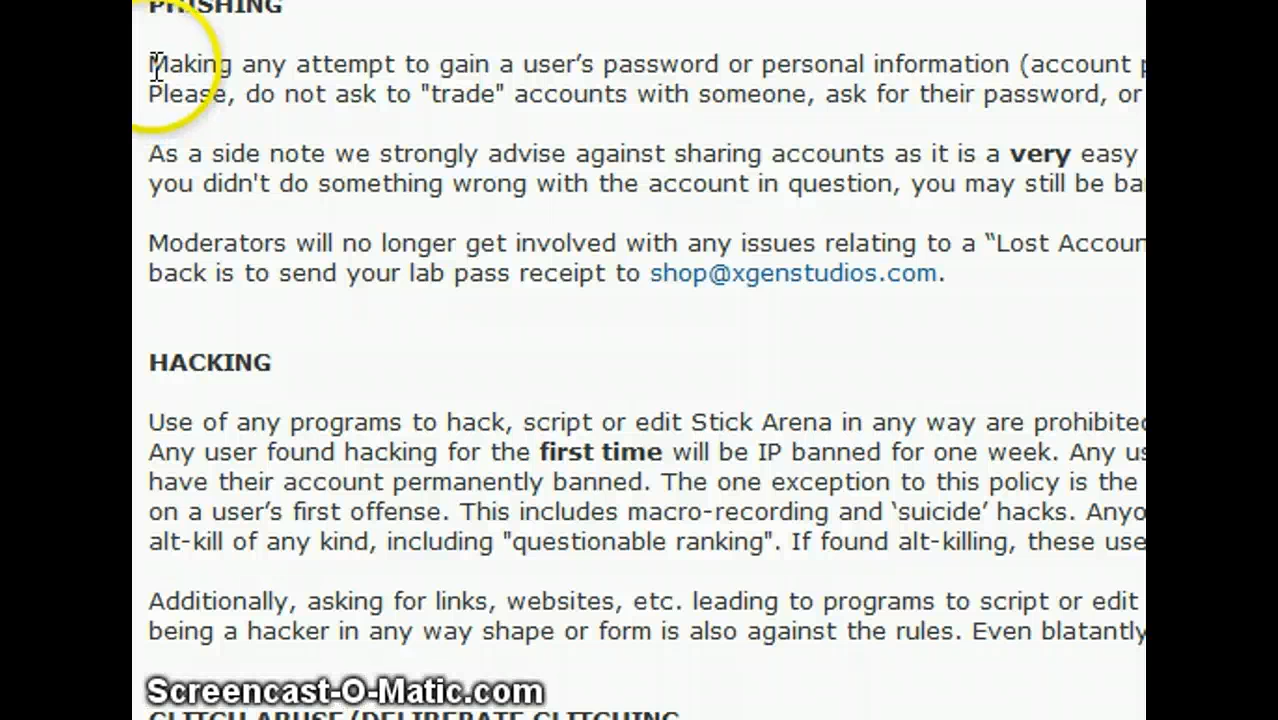 PHISHING
Making any attempt to gain a user’s password or personal information (account
Please, do not ask to "trade" accounts with someone, ask for their password, or
As a side note we strongly advise against sharing accounts as it is a very easy
you didn't do something wrong with the account in question, you may still be
Moderators will no longer get involved with any issues relating to a “Lost
back is to send your lab pass receipt to shop@xgenstudios.com.
HACKING
Use of any programs to hack, script or edit Stick Arena in any way are
Any user found hacking for the first time will be IP banned for one week. Any
have their account permanently banned. The one exception to this policy is the
on a user’s first offense. This includes macro-recording and ‘suicide’ hacks.
alt-kill of any kind, including "questionable ranking". If found alt-killing, these
Additionally, asking for links, websites, etc. leading to programs to script or edit
being a hacker in any way shape or form is also against the rules. Even blatantly
Screencast-O-Matic.com
GLITCH ABUSE/DELIBERATE GLITCHING